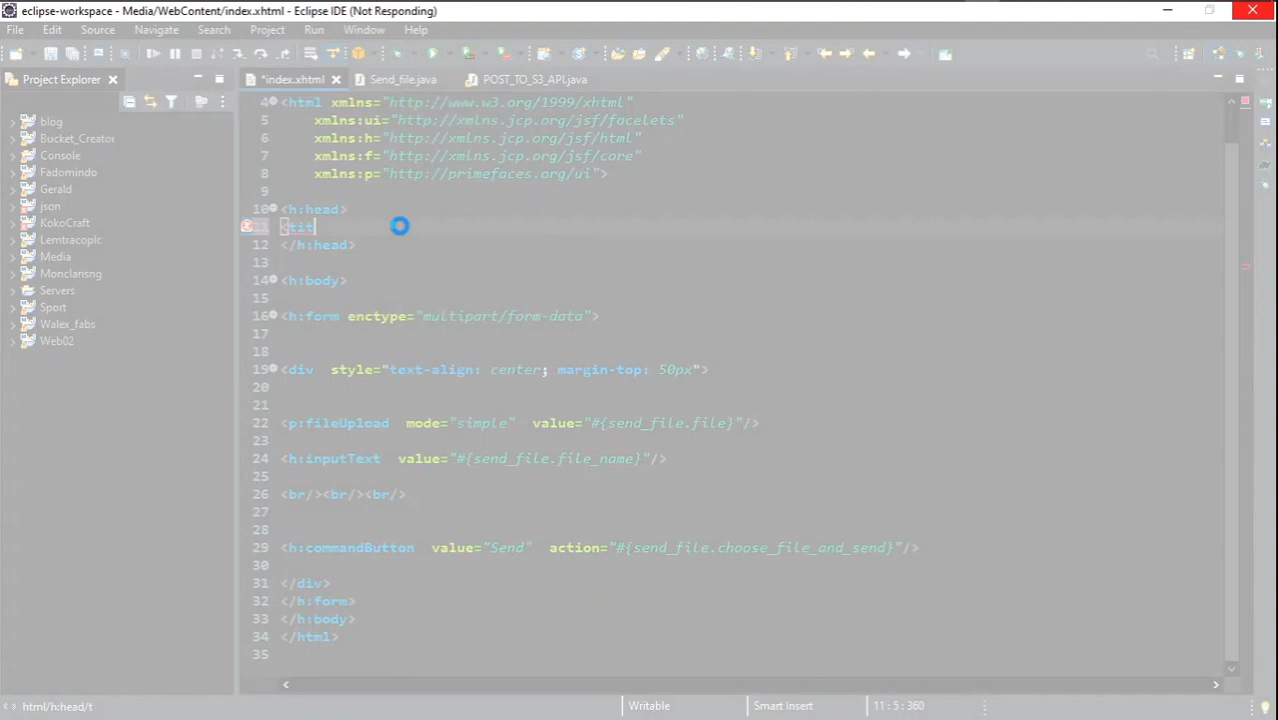 eclipse-workspace - Media/WebContent/index.xhtml - Eclipse IDE (Not Responding)
File Edit Source Navigate Search Project Run Window Help
Project Explorer
*index.xhtml
Send_file.java
POST_TO_S3_API.java
blog
Bucket_Creator
Console
Fadomindo
Gerald
json
KokoCraft
Lemtracoplc
Media
Monclarisng
Servers
Sport
Walex_fabs
Web02
4 <html xmlns="http://www.w3.org/1999/xhtml"
5 xmlns:ui="http://xmlns.jcp.org/jsf/facelets"
6 xmlns:h="http://xmlns.jcp.org/jsf/html"
7 xmlns:f="http://xmlns.jcp.org/jsf/core"
8 xmlns:p="http://primefaces.org/ui">
9
10 <h:head>
11 <tit
12 </h:head>
13
14 <h:body>
15
16 <h:form enctype="multipart/form-data">
17
18
19 <div style="text-align: center; margin-top: 50px">
20
21
22 <p:fileUpload mode="simple" value="#{send_file.file}"/>
23
24 <h:inputText value="#{send_file.file_name}"/>
25
26 <br/><br/><br/>
27
28
29 <h:commandButton value="Send" action="#{send_file.choose_file_and_send}"/>
30
31 </div>
32 </h:form>
33 </h:body>
34 </html>
35
html/h:head/t
Writable
Smart Insert
11 : 5 : 360